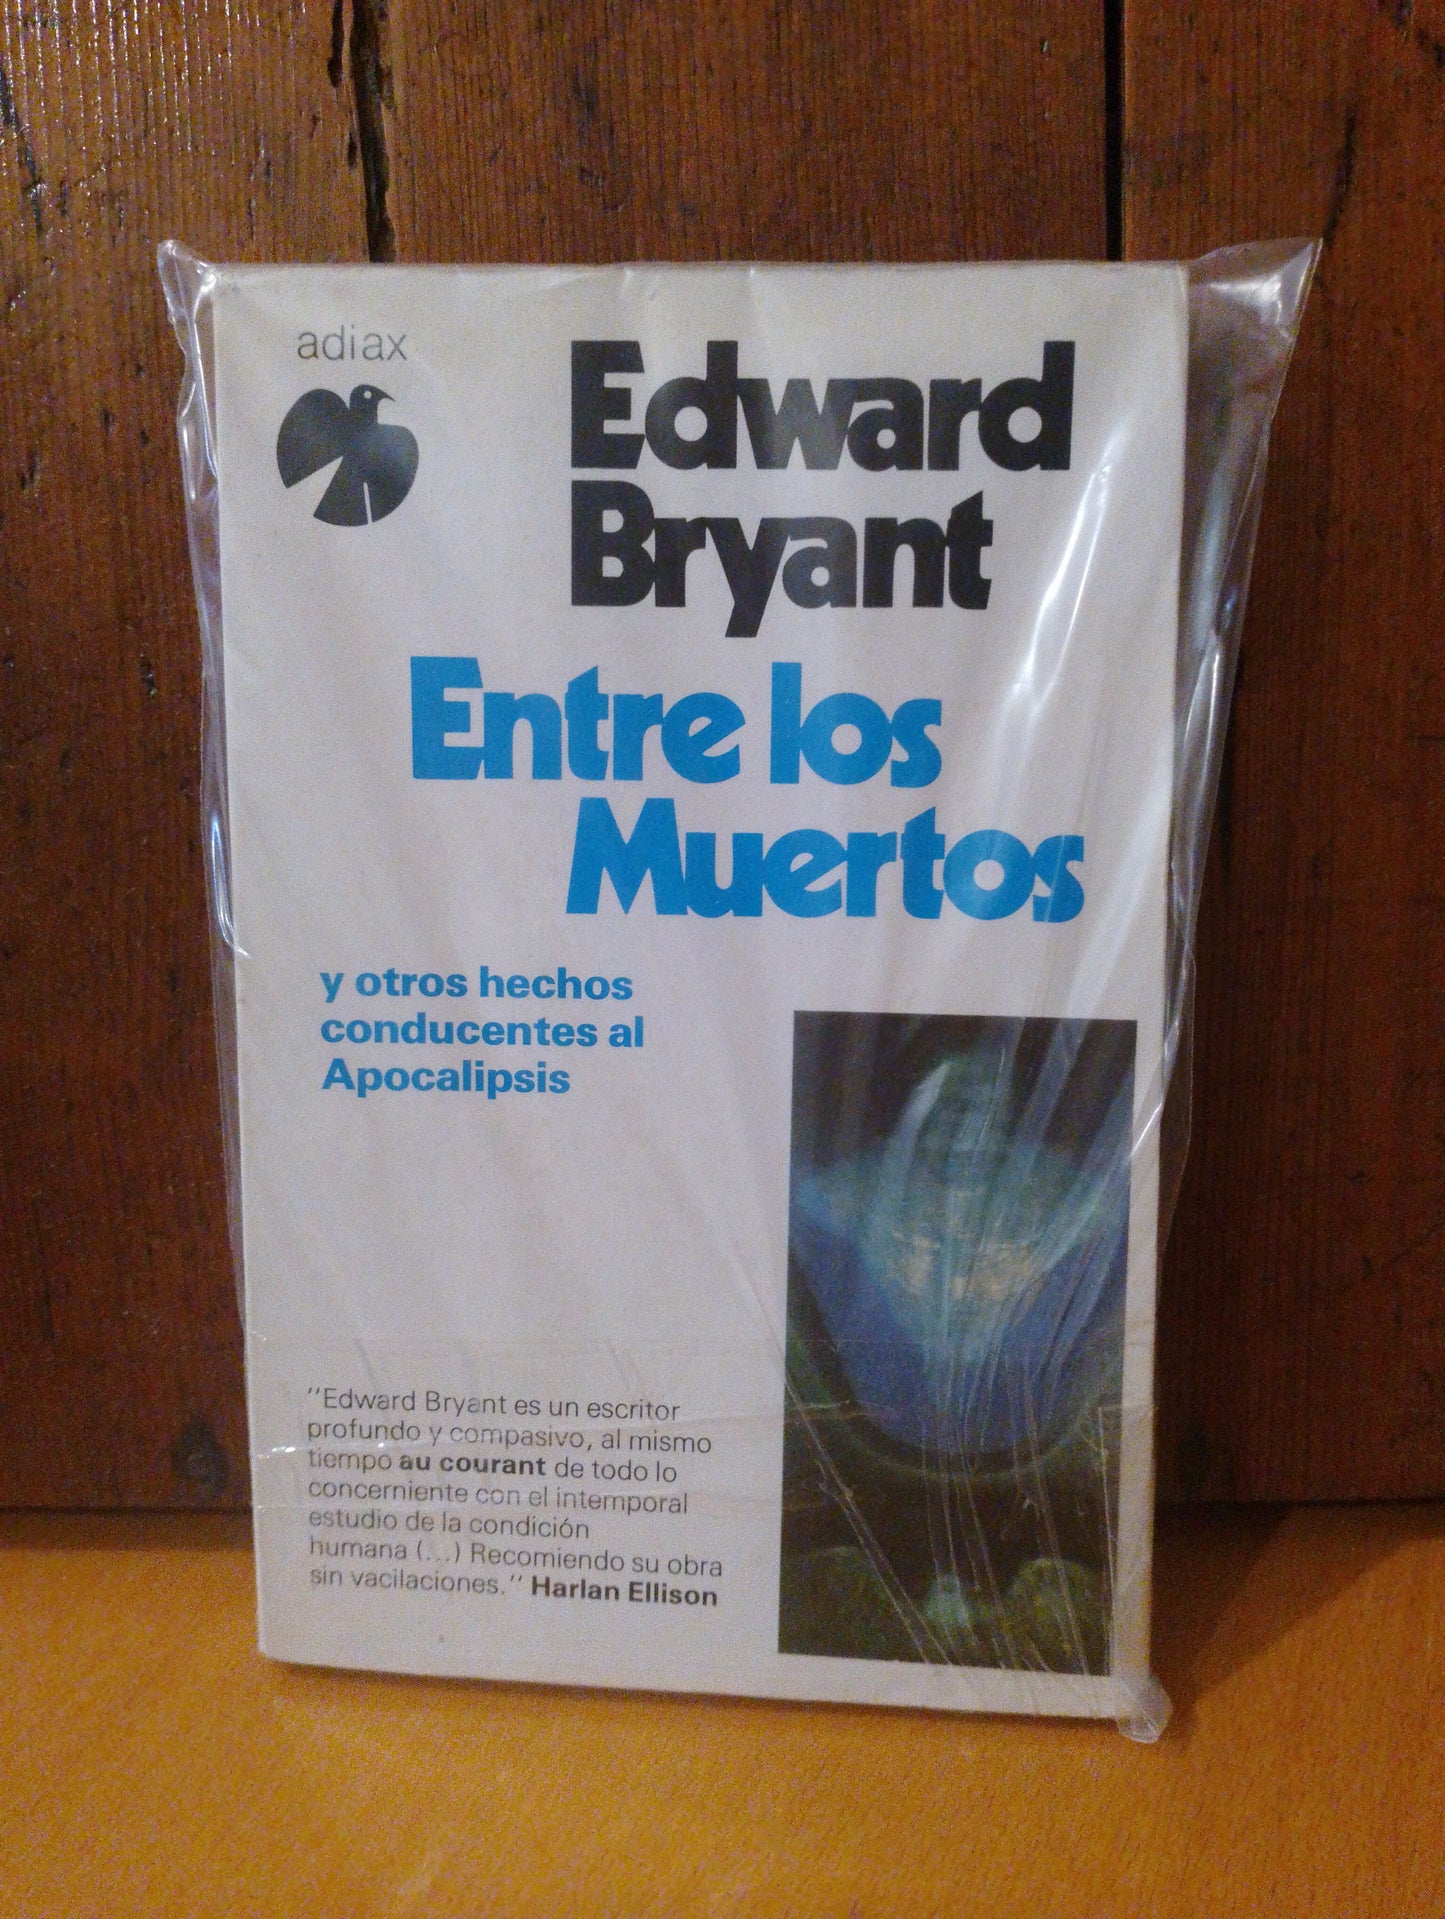 adiax
Edward
Bryant
Entre los
Muertos
y otros hechos
conducentes al
Apocalipsis
"Edward Bryant es un escritor
profundo y compasivo, al mismo
tiempo au courant de todo lo
concerniente con el intemporal
estudio de la condición
humana (...) Recomiendo su obra
sin vacilaciones." Harlan Ellison